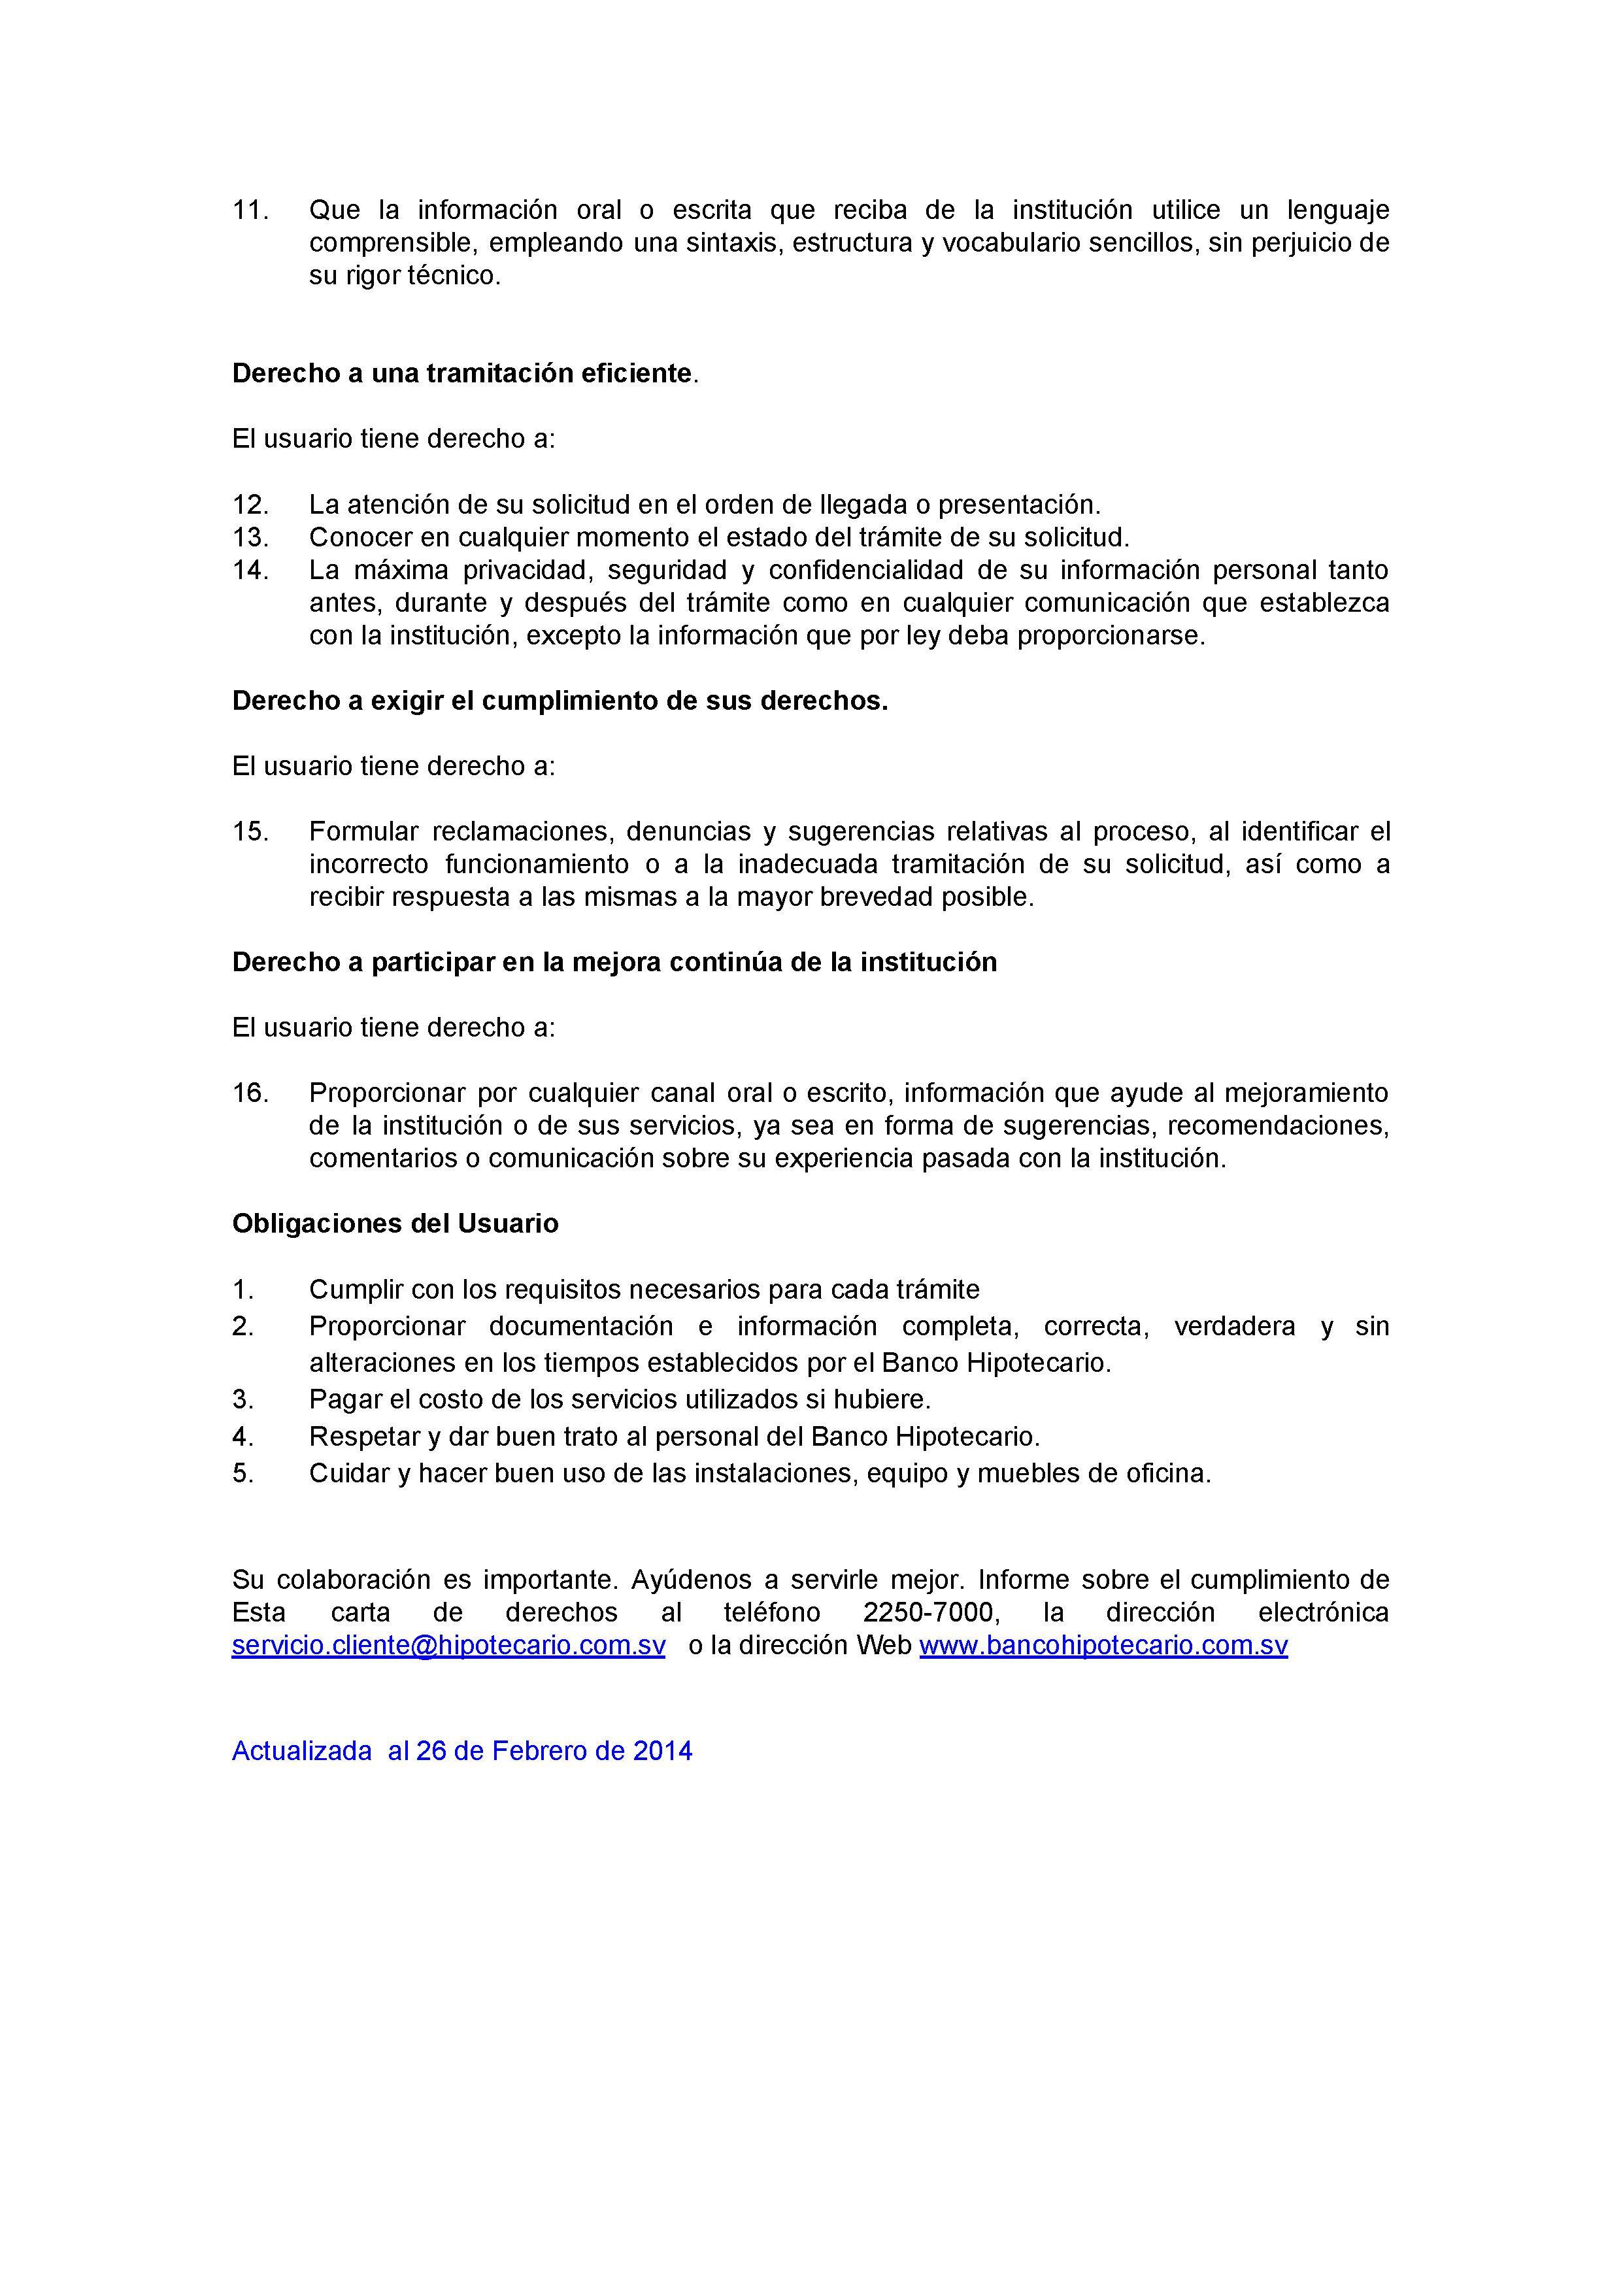 11. Que la información oral o escrita que reciba de la institución utilice un lenguaje
comprensible, empleando una sintaxis, estructura y vocabulario sencillos, sin perjuicio de
su rigor técnico.
Derecho a una tramitación eficiente.
El usuario tiene derecho a:
12. La atención de su solicitud en el orden de llegada o presentación.
13. Conocer en cualquier momento el estado del trámite de su solicitud.
14. La máxima privacidad, seguridad y confidencialidad de su información personal tanto
antes, durante y después del trámite como en cualquier comunicación que establezca
con la institución, excepto la información que por ley deba proporcionarse.
Derecho a exigir el cumplimiento de sus derechos.
El usuario tiene derecho a:
15. Formular reclamaciones, denuncias y sugerencias relativas al proceso, al identificar el
incorrecto funcionamiento o a la inadecuada tramitación de su solicitud, así como a
recibir respuesta a las mismas a la mayor brevedad posible.
Derecho a participar en la mejora continúa de la institución
El usuario tiene derecho a:
16. Proporcionar por cualquier canal oral o escrito, información que ayude al mejoramiento
de la institución o de sus servicios, ya sea en forma de sugerencias, recomendaciones,
comentarios o comunicación sobre su experiencia pasada con la institución.
Obligaciones del Usuario
1. Cumplir con los requisitos necesarios para cada trámite
2. Proporcionar documentación e información completa, correcta, verdadera y sin
alteraciones en los tiempos establecidos por el Banco Hipotecario.
3. Pagar el costo de los servicios utilizados si hubiere.
4. Respetar y dar buen trato al personal del Banco Hipotecario.
5. Cuidar y hacer buen uso de las instalaciones, equipo y muebles de oficina.
Su colaboración es importante. Ayúdenos a servirle mejor. Informe sobre el cumplimiento de
Esta carta de derechos al teléfono 2250-7000, la dirección electrónica
servicio.cliente@hipotecario.com.sv o la dirección Web www.bancohipotecario.com.sv
Actualizada al 26 de Febrero de 2014